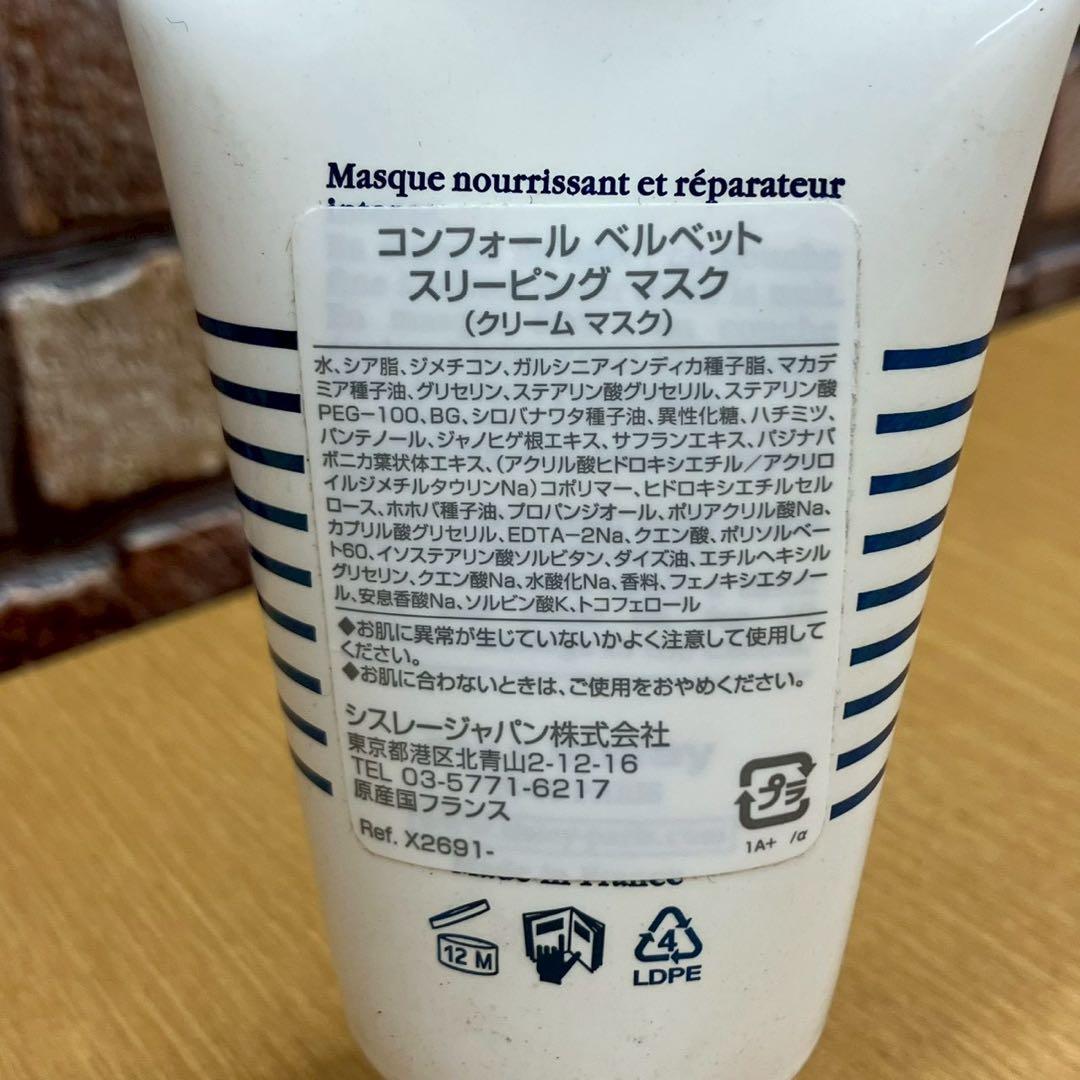 Masque nourrissant et réparateur
コンフォール ベルベット
スリーピング マスク
(クリーム マスク)
水、シア脂、ジメチコン、ガルシニアインディカ種子脂、マカデ
ミア種子油、グリセリン、ステアリン酸グリセリル、ステアリン酸
PEG-100、BG、シロバナワタ種子油、異性化糖、ハチミツ、
パンテノール、ジャノヒゲ根エキス、サフランエキス、パジナパ
ボニカ葉状体エキス、(アクリル酸ヒドロキシエチル/アクリロ
イルジメチルタウリンNa)コポリマー、ヒドロキシエチルセル
ロース、ホホバ種子油、プロパンジオール、ポリアクリル酸Na、
カプリル酸グリセリル、EDTA-2Na、クエン酸、ポリソルベー
ト60、イソステアリン酸ソルビタン、ダイズ油、エチルヘキシル
グリセリン、クエン酸Na、水酸化Na、香料、フェノキシエタノー
ル、安息香酸Na、ソルビン酸K、トコフェロール
◆お肌に異常が生じていないかよく注意して使用して
ください。
◆お肌に合わないときは、ご使用をおやめください。
シスレージャパン株式会社
東京都港区北青山2-12-16
TEL 03-5771-6217
原産国フランス
Ref. X2691-
プラ
1A+ /α
Made in France
12 M
4
LDPE